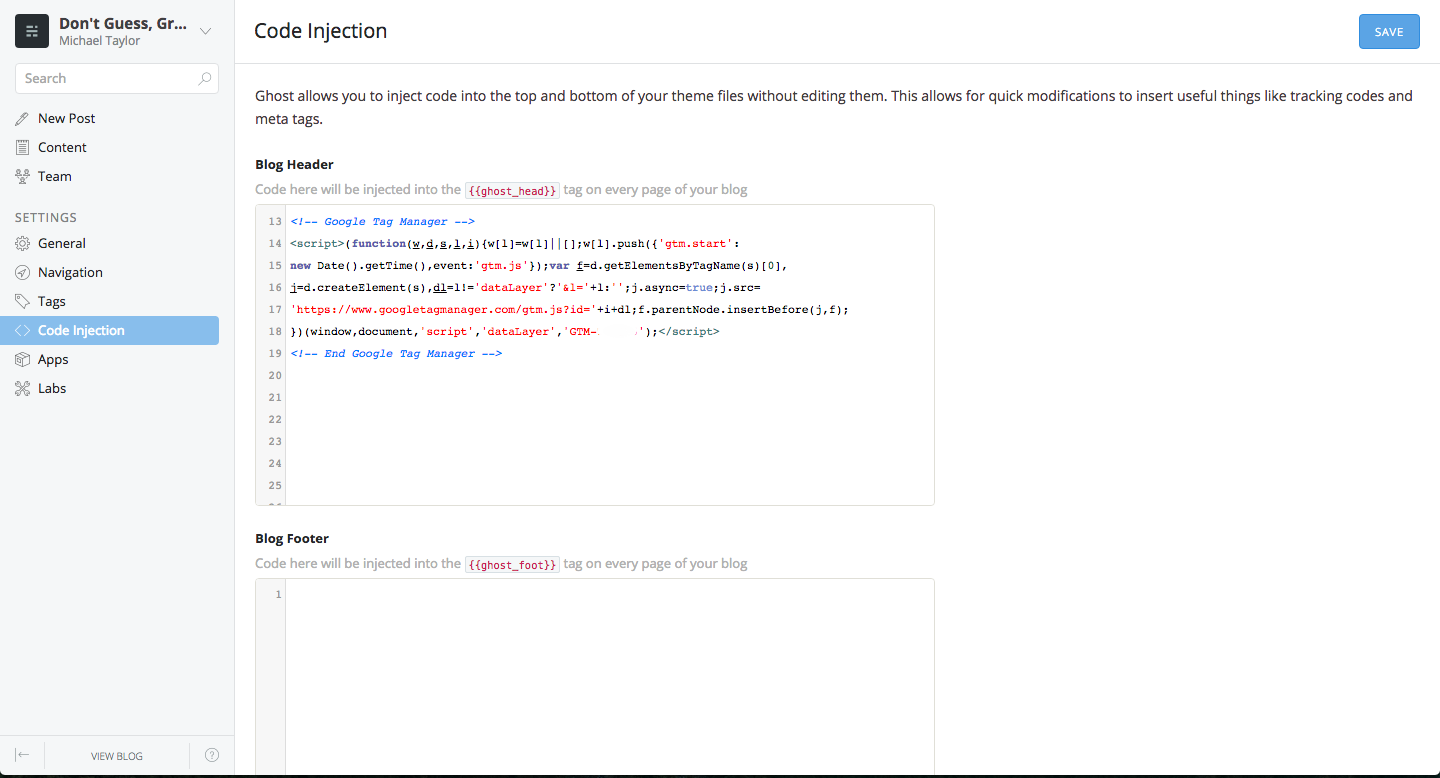 Don't Guess, Gr...
Michael Taylor
Search
New Post
Content
Team
SETTINGS
General
Navigation
Tags
Code Injection
Apps
Labs
VIEW BLOG
?
Code Injection
SAVE
Ghost allows you to inject code into the top and bottom of your theme files without editing them. This allows for quick modifications to insert useful things like tracking codes and
meta tags.
Blog Header
Code here will be injected into the {{ghost_head}} tag on every page of your blog
13 <!-- Google Tag Manager -->
14 <script>(function(w,d,s,l,i){w[l]=w[l]||[];w[l].push({'gtm.start':
15 new Date().getTime(),event:'gtm.js'});var f=d.getElementsByTagName(s)[0],
16 j=d.createElement(s),dl=l!='dataLayer'?'&l='+l:'';j.async=true;j.src=
17 'https://www.googletagmanager.com/gtm.js?id='+i+dl;f.parentNode.insertBefore(j,f);
18 })(window,document,'script','dataLayer','GTM-      ');</script>
19 <!-- End Google Tag Manager -->
20
21
22
23
24
25
Blog Footer
Code here will be injected into the {{ghost_foot}} tag on every page of your blog
1